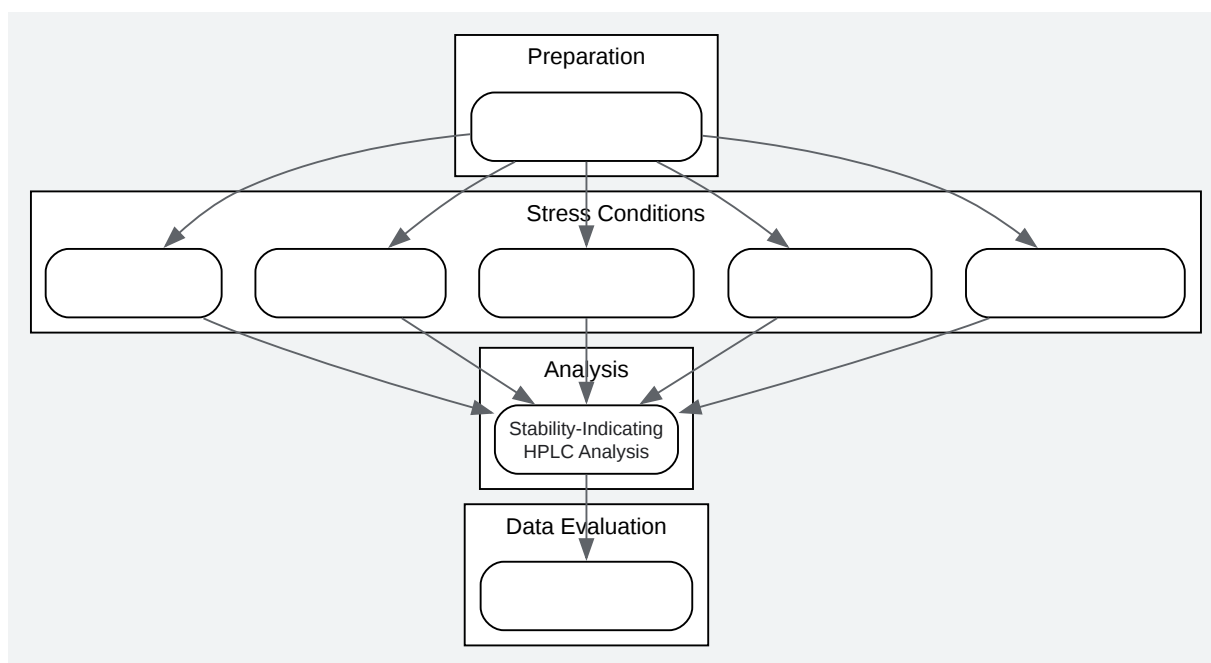 Preparation
Stress Conditions
Analysis
Stability-Indicating
HPLC Analysis
Data Evaluation